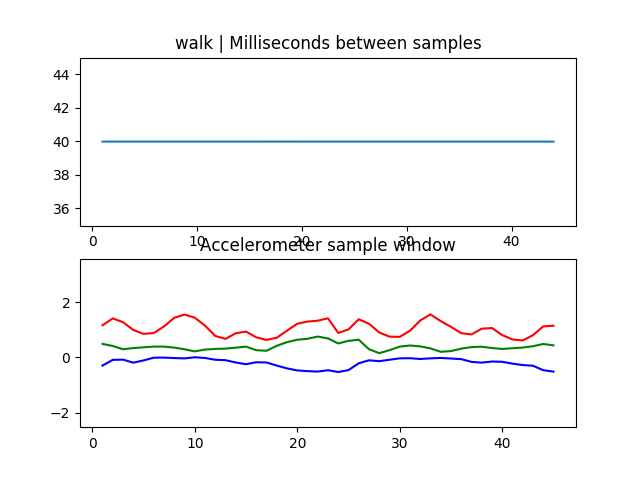 walk | Milliseconds between samples
44
42
40
38
36
0 10 20 30 40
Accelerometer sample window
2
0
−2
0 10 20 30 40